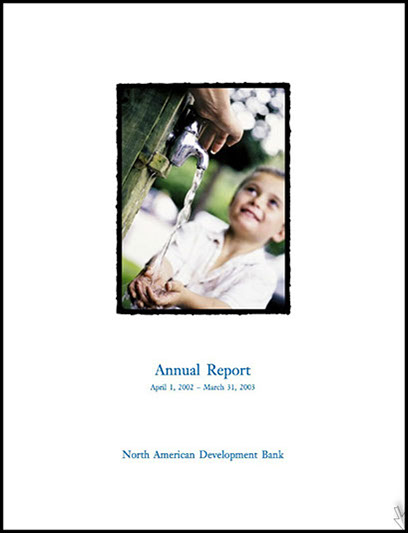 Annual Report
April 1, 2002 – March 31, 2003
North American Development Bank